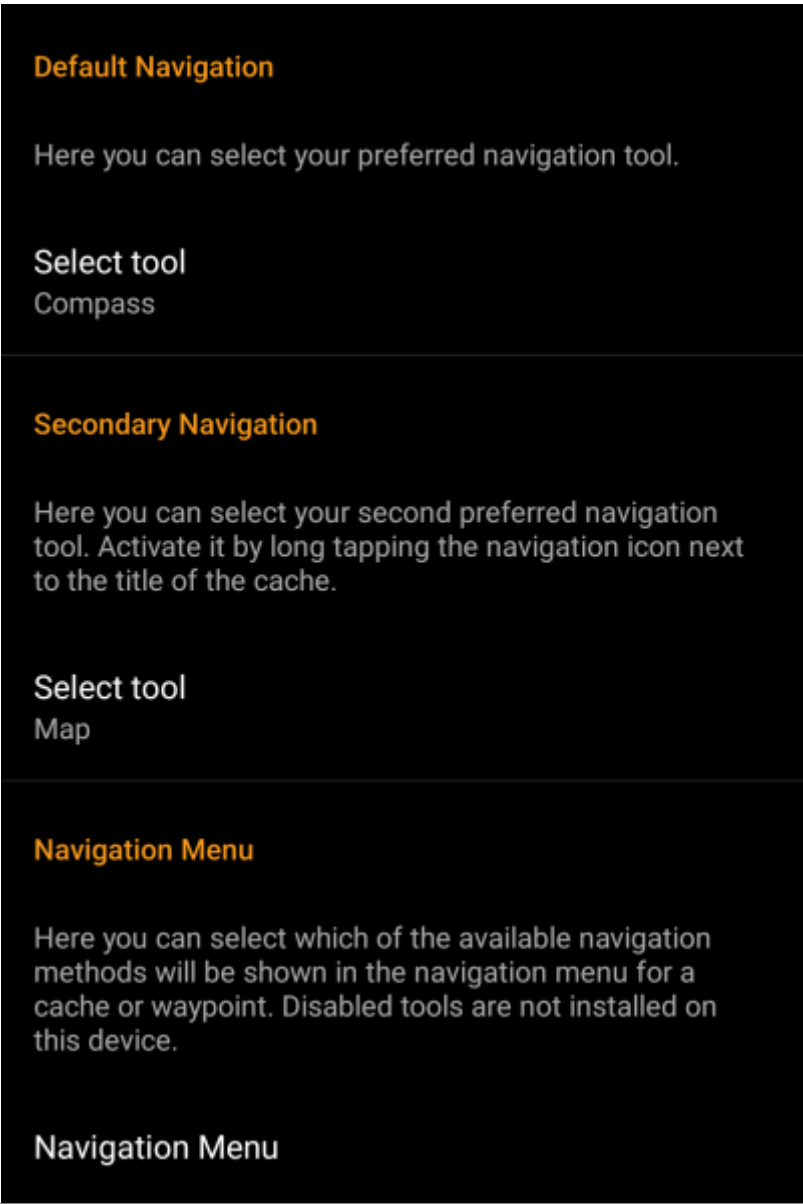 Default Navigation
Here you can select your preferred navigation tool.
Select tool
Compass
Secondary Navigation
Here you can select your second preferred navigation
tool. Activate it by long tapping the navigation icon next
to the title of the cache.
Select tool
Map
Navigation Menu
Here you can select which of the available navigation
methods will be shown in the navigation menu for a
cache or waypoint. Disabled tools are not installed on
this device.
Navigation Menu